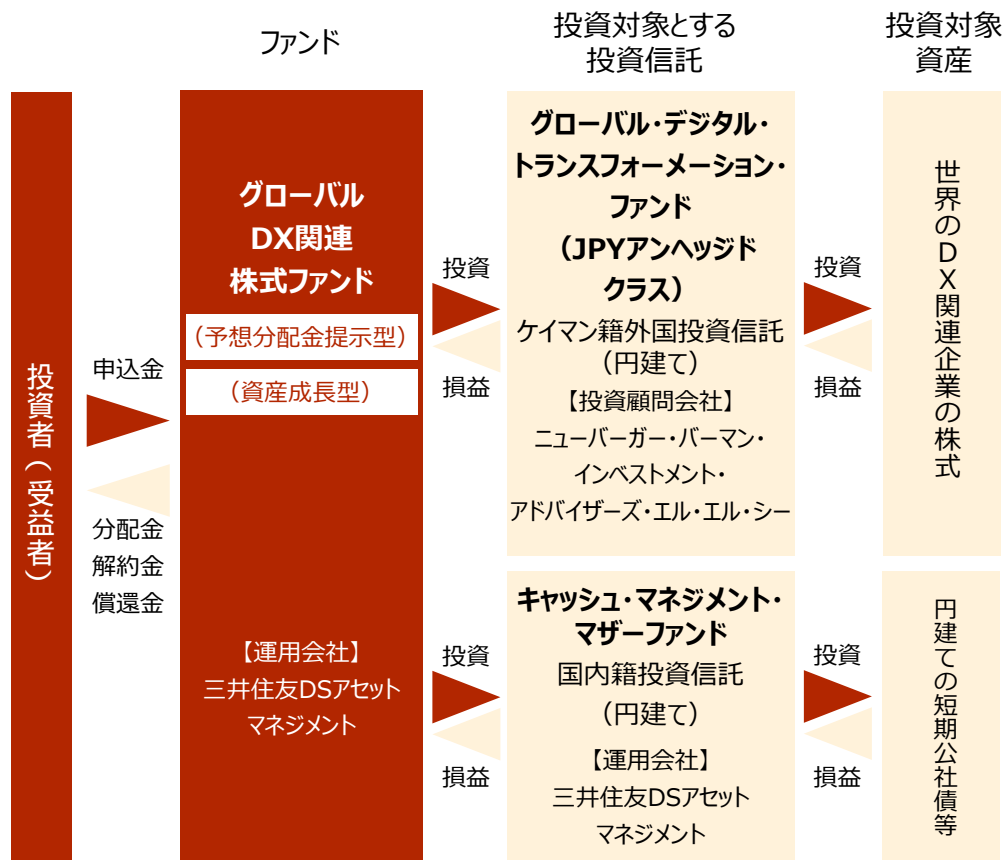 ファンド
投資対象とする
投資信託
投資対象
資産
投資者(受益者)
申込金
分配金
解約金
償還金
グローバル
DX関連
株式ファンド
(予想分配金提示型)
(資産成長型)
【運用会社】
三井住友DSアセット
マネジメント
投資
損益
グローバル・デジタル・
トランスフォーメーション・
ファンド
(JPYアンヘッジド
クラス)
ケイマン籍外国投資信託
(円建て)
【投資顧問会社】
ニューバーガー・バーマン・
インベストメント・
アドバイザーズ・エル・エル・シー
投資
損益
世界のDX関連企業の株式
投資
損益
キャッシュ・マネジメント・
マザーファンド
国内籍投資信託
(円建て)
【運用会社】
三井住友DSアセット
マネジメント
投資
損益
円建ての短期公社債等